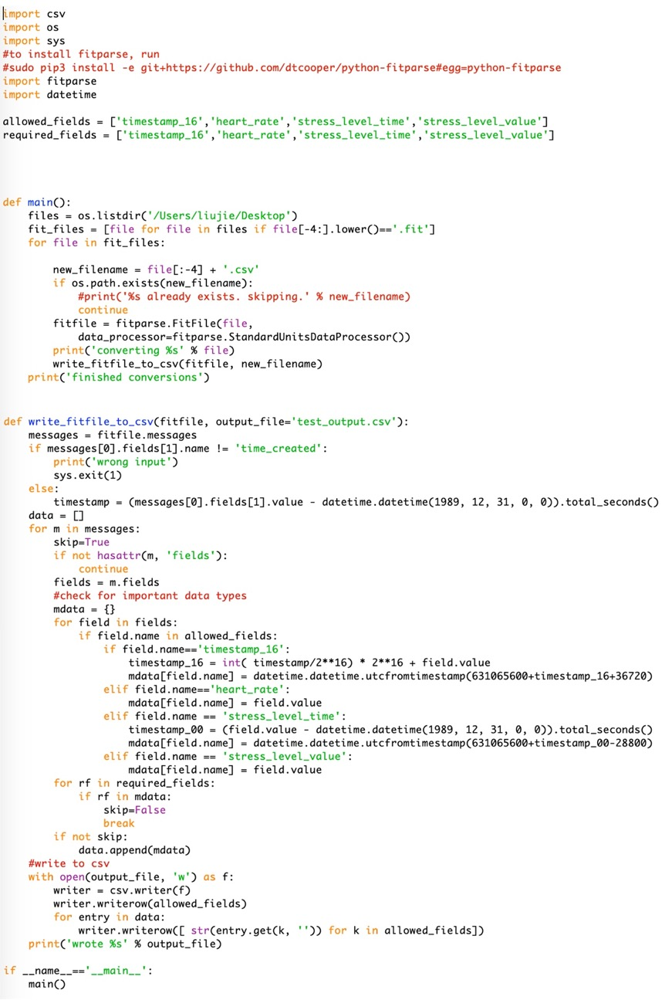 import csv
import os
import sys
#to install fitparse, run
#sudo pip3 install -e git+https://github.com/dtcooper/python-fitparse#egg=python-fitparse
import fitparse
import datetime

allowed_fields = ['timestamp_16','heart_rate','stress_level_time','stress_level_value']
required_fields = ['timestamp_16','heart_rate','stress_level_time','stress_level_value']

def main():
    files = os.listdir('/Users/liujie/Desktop')
    fit_files = [file for file in files if file[-4:].lower()=='.fit']
    for file in fit_files:

        new_filename = file[:-4] + '.csv'
        if os.path.exists(new_filename):
            #print('%s already exists. skipping.' % new_filename)
            continue
        fitfile = fitparse.FitFile(file,
            data_processor=fitparse.StandardUnitsDataProcessor())
        print('converting %s' % file)
        write_fitfile_to_csv(fitfile, new_filename)
    print('finished conversions')

def write_fitfile_to_csv(fitfile, output_file='test_output.csv'):
    messages = fitfile.messages
    if messages[0].fields[1].name != 'time_created':
        print('wrong input')
        sys.exit(1)
    else:
        timestamp = (messages[0].fields[1].value - datetime.datetime(1989, 12, 31, 0, 0)).total_seconds()
    data = []
    for m in messages:
        skip=True
        if not hasattr(m, 'fields'):
            continue
        fields = m.fields
        #check for important data types
        mdata = {}
        for field in fields:
            if field.name in allowed_fields:
                if field.name=='timestamp_16':
                    timestamp_16 = int( timestamp/2**16) * 2**16 + field.value
                    mdata[field.name] = datetime.datetime.utcfromtimestamp(631065600+timestamp_16+36720)
                elif field.name=='heart_rate':
                    mdata[field.name] = field.value
                elif field.name == 'stress_level_time':
                    timestamp_00 = (field.value - datetime.datetime(1989, 12, 31, 0, 0)).total_seconds()
                    mdata[field.name] = datetime.datetime.utcfromtimestamp(631065600+timestamp_00-28800)
                elif field.name == 'stress_level_value':
                    mdata[field.name] = field.value
        for rf in required_fields:
            if rf in mdata:
                skip=False
                break
        if not skip:
            data.append(mdata)
    #write to csv
    with open(output_file, 'w') as f:
        writer = csv.writer(f)
        writer.writerow(allowed_fields)
        for entry in data:
            writer.writerow([ str(entry.get(k, '')) for k in allowed_fields])
    print('wrote %s' % output_file)

if __name__=='__main__':
    main()